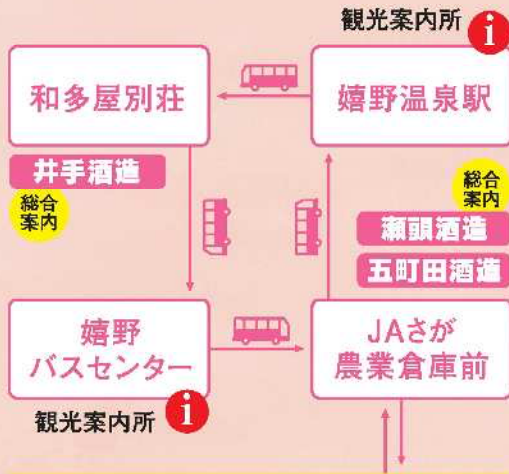 観光案内所
i
和多屋別荘
嬉野温泉駅
井手酒造
総合
案内
総合
案内
瀬頭酒造
五町田酒造
嬉野
バスセンター
JAさが
農業倉庫前
観光案内所
i